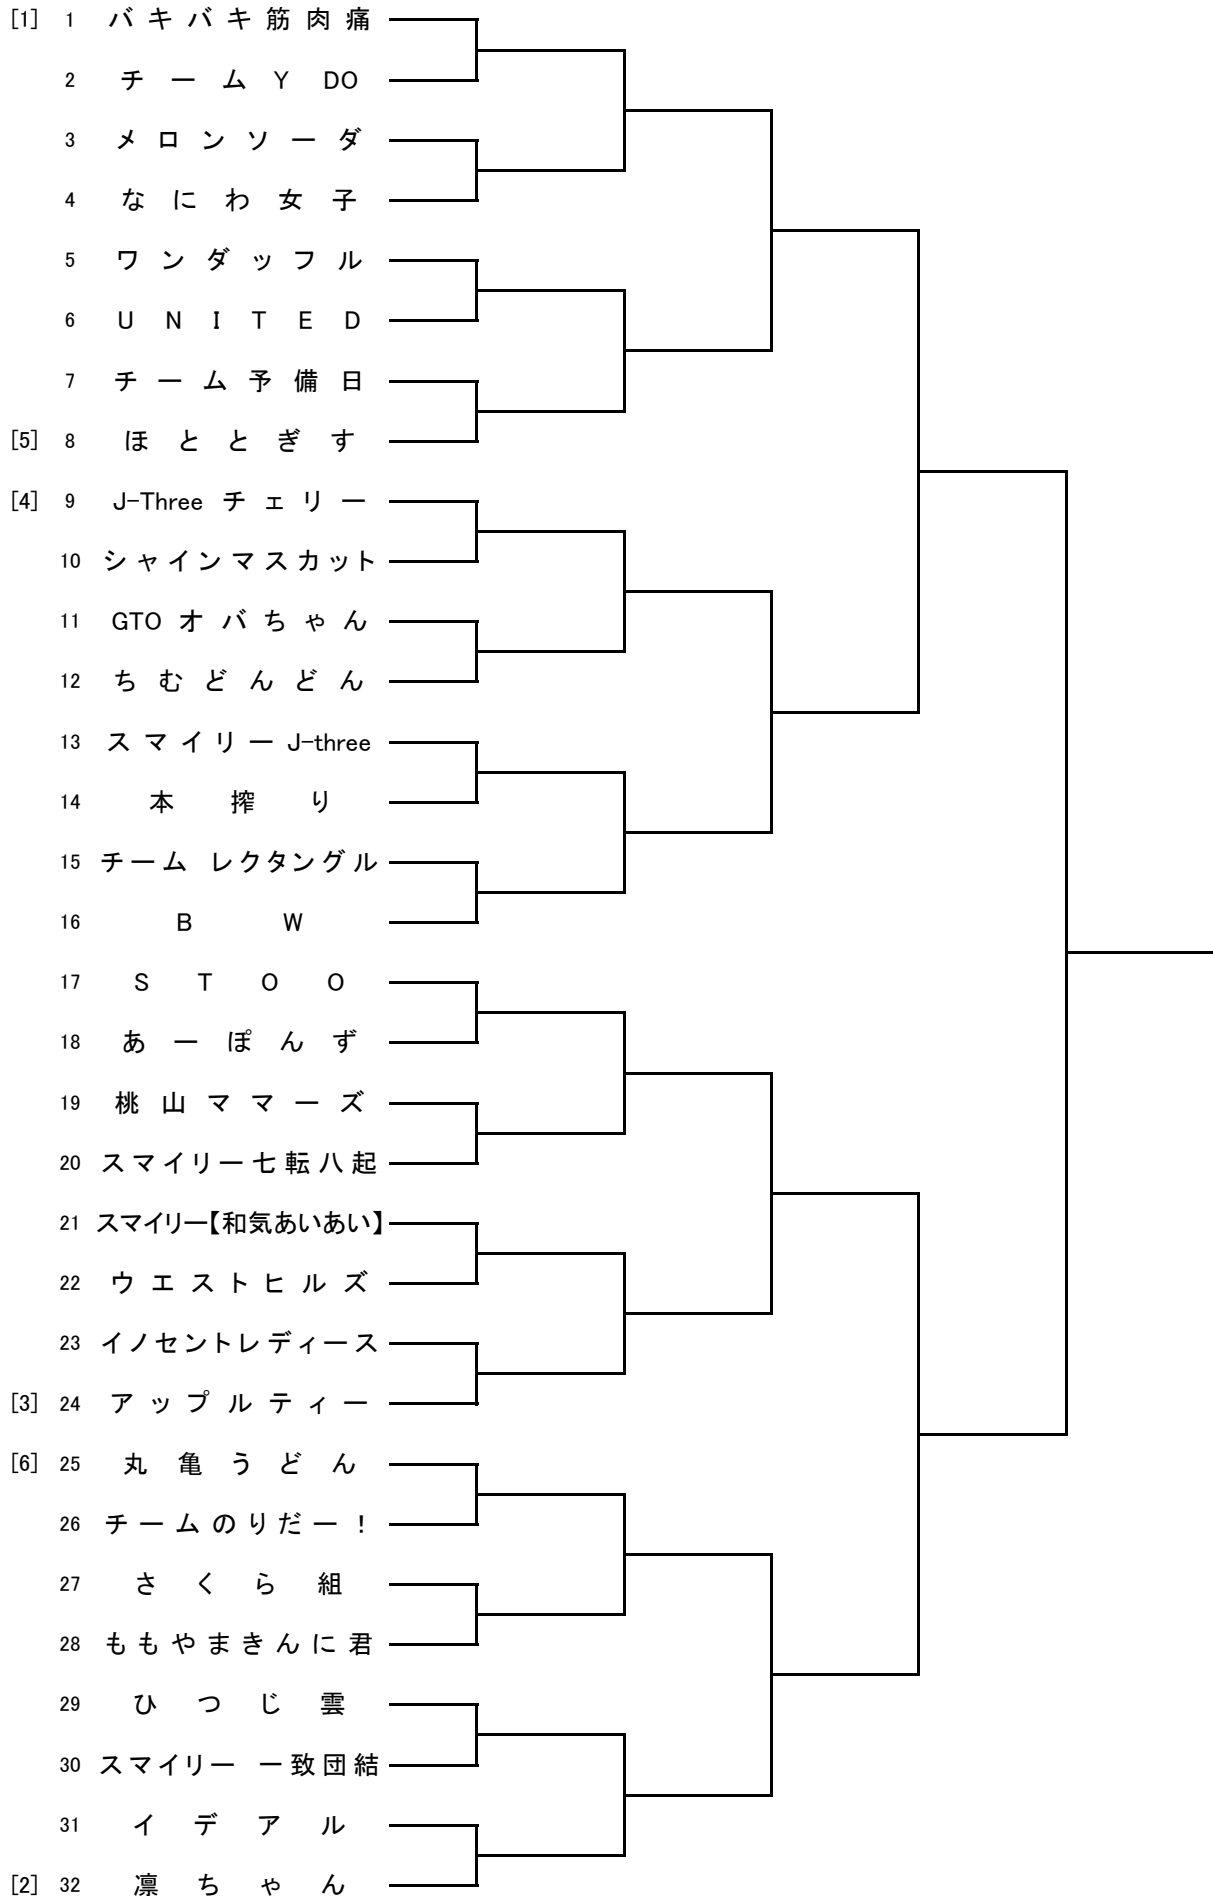 [1] 1 バキバキ筋肉痛
2 チームY DO
3 メロンソーダ
4 なにわ女子
5 ワンダッフル
6 UNITED
7 チーム予備日
[5] 8 ほととぎす
[4] 9 J-Three チェリー
10 シャインマスカット
11 GTO オバちゃん
12 ちむどんどん
13 スマイリーJ-three
14 本搾り
15 チーム レクタングル
16 BW
17 STOO
18 あーぽんず
19 桃山ママーズ
20 スマイリー七転八起
21 スマイリー【和気あいあい】
22 ウエストヒルズ
23 イノセントレディース
[3] 24 アップルティー
[6] 25 丸亀うどん
26 チームのりだー!
27 さくら組
28 ももやまきんに君
29 ひつじ雲
30 スマイリー 一致団結
31 イデアル
[2] 32 凛ちゃん